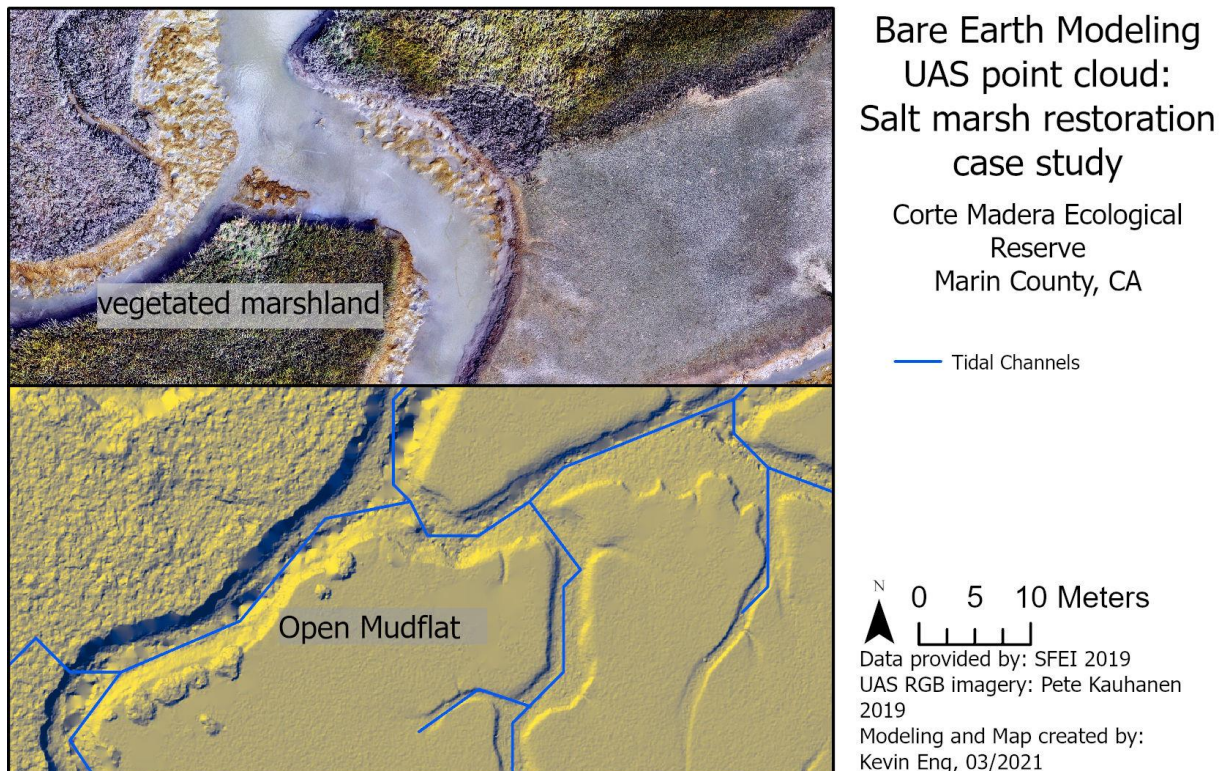 Bare Earth Modeling
UAS point cloud:
Salt marsh restoration
case study
Corte Madera Ecological
Reserve
Marin County, CA
Tidal Channels
vegetated marshland
Open Mudflat
N
0 5 10 Meters
Data provided by: SFEI 2019
UAS RGB imagery: Pete Kauhanen
2019
Modeling and Map created by:
Kevin Eng, 03/2021